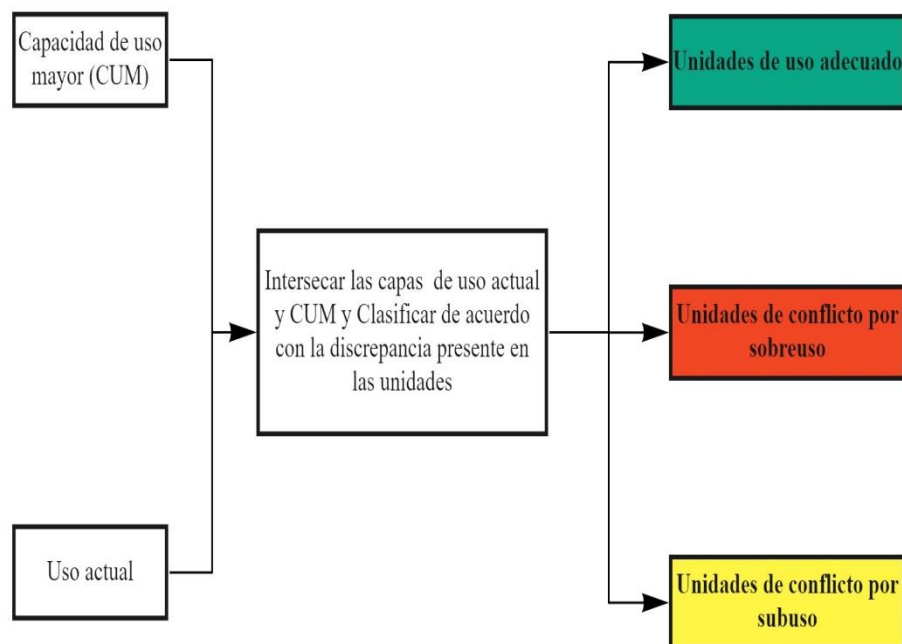 Capacidad de uso
mayor (CUM)
Uso actual
Intersecar las capas de uso actual
y CUM y Clasificar de acuerdo
con la discrepancia presente en
las unidades
Unidades de uso adecuado
Unidades de conflicto por
sobreuso
Unidades de conflicto por
subuso